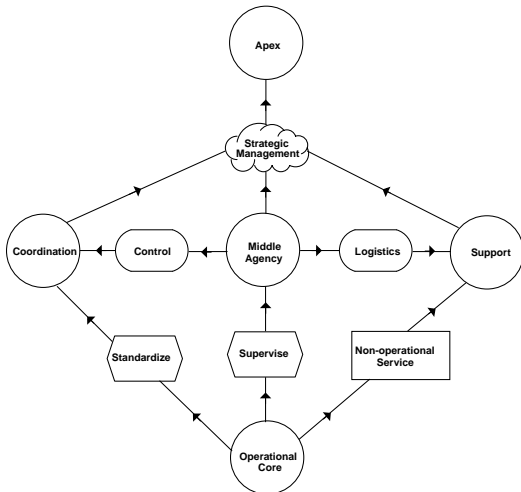 Apex
Strategic
Management
Coordination
Control
Middle
Agency
Logistics
Support
Standardize
Supervise
Non-operational
Service
Operational
Core